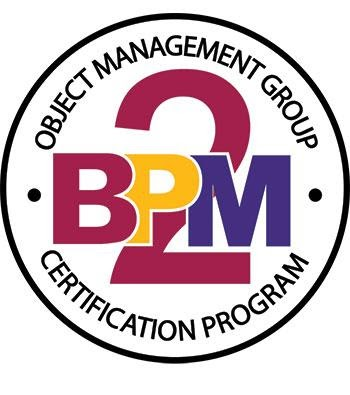 OBJECT MANAGEMENT GROUP
2
BPM
CERTIFICATION PROGRAM